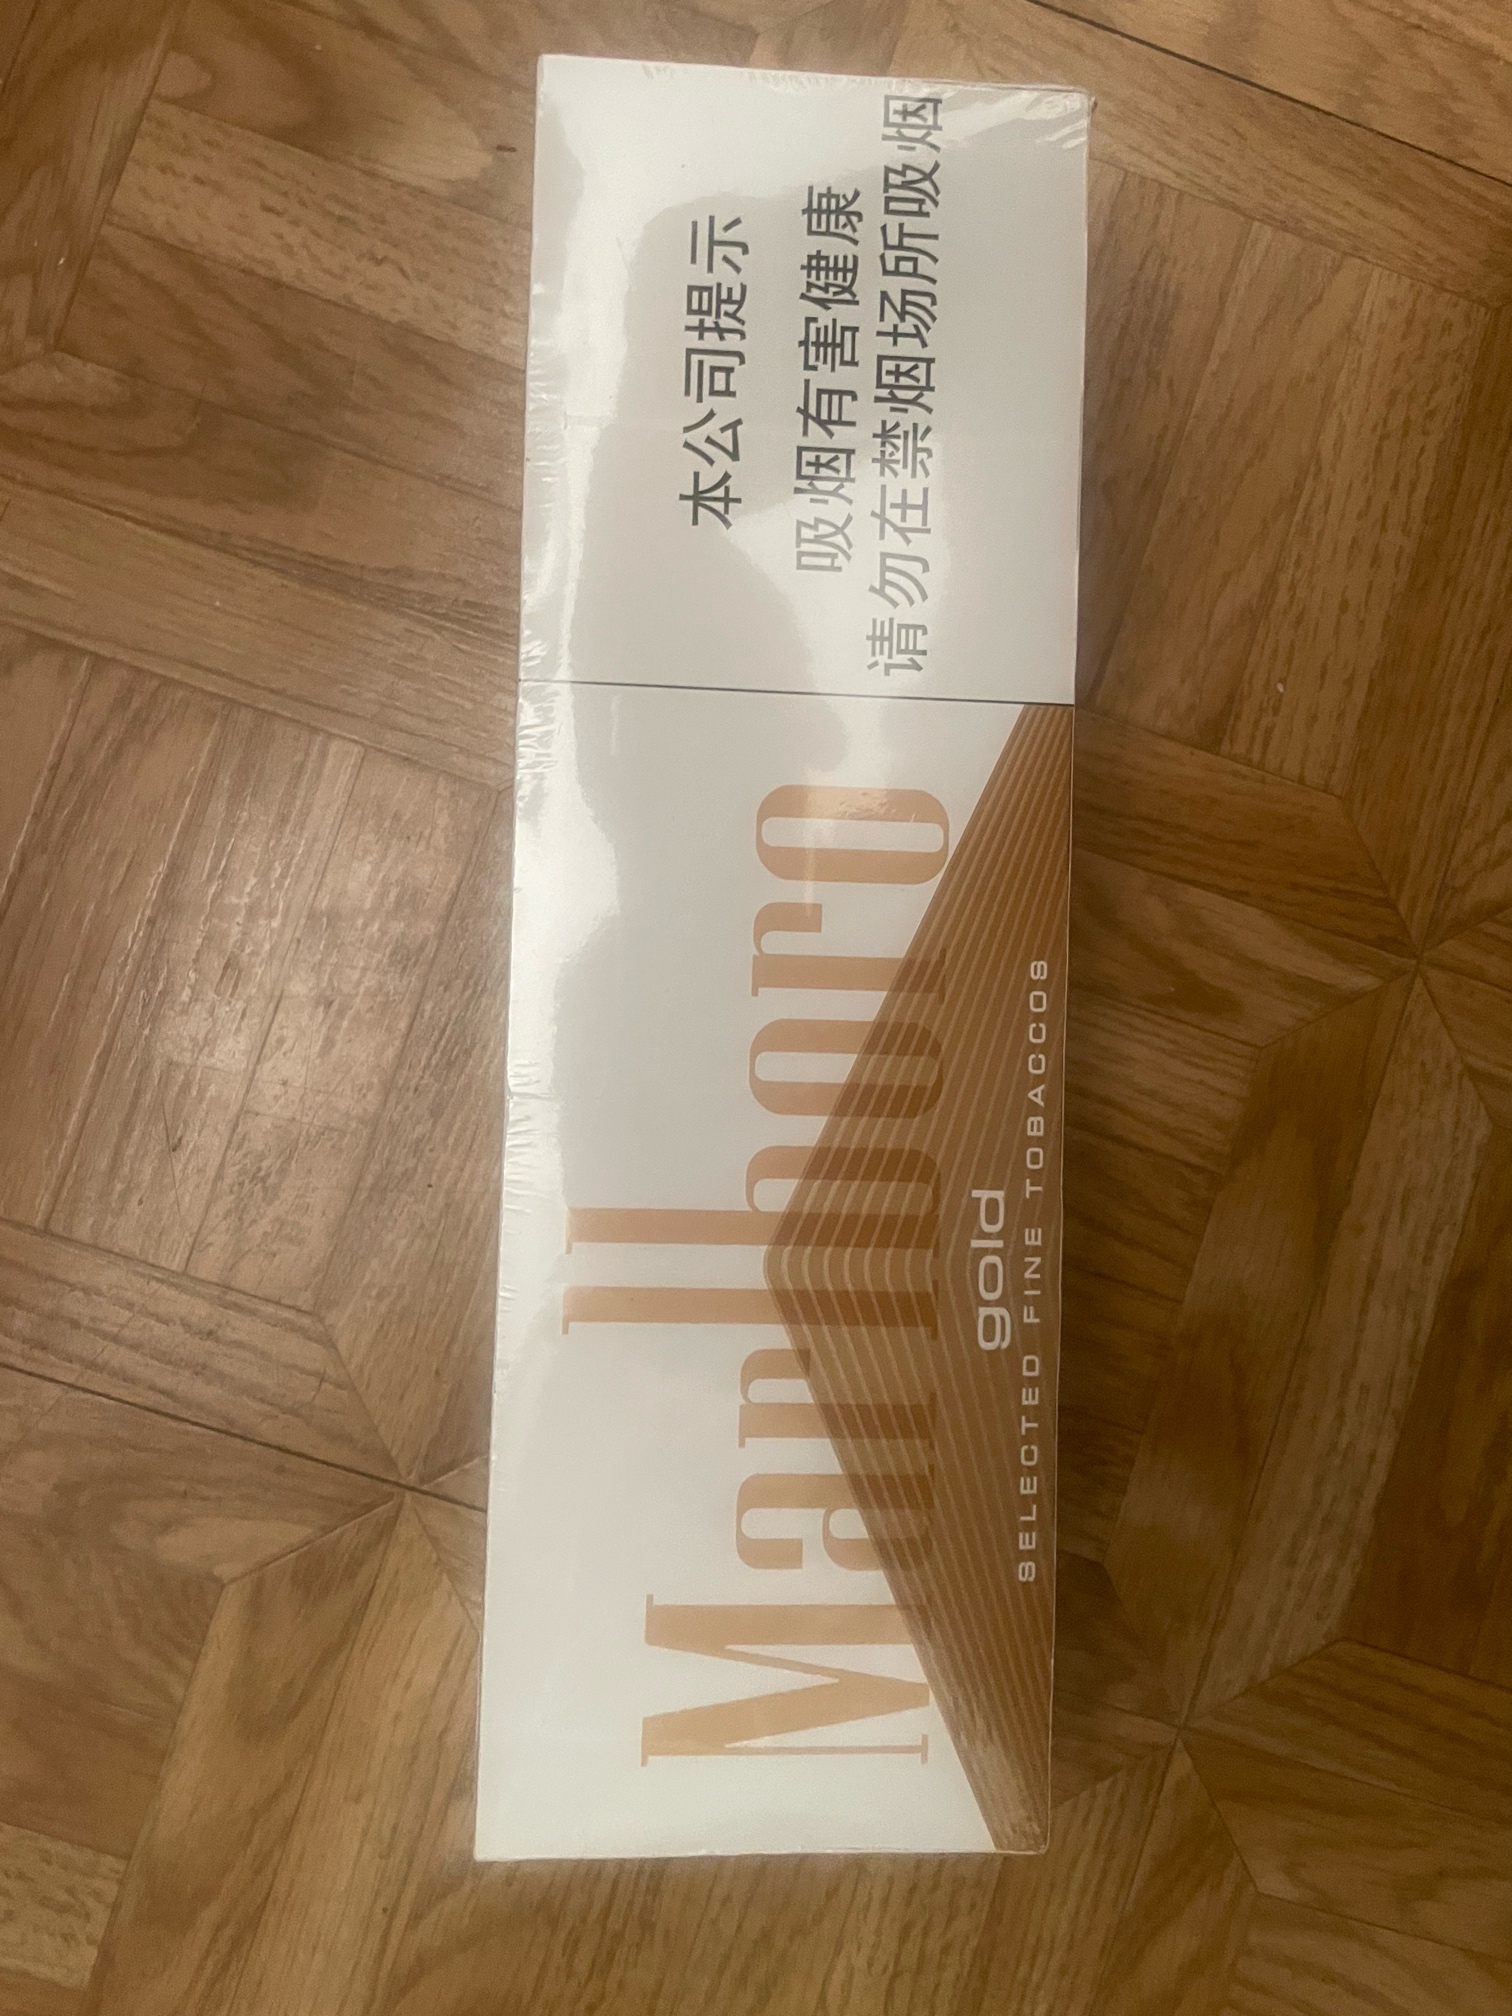 Marlboro
gold
SELECTED FINE TOBACCOS
本公司提示
吸烟有害健康
请勿在禁烟场所吸烟